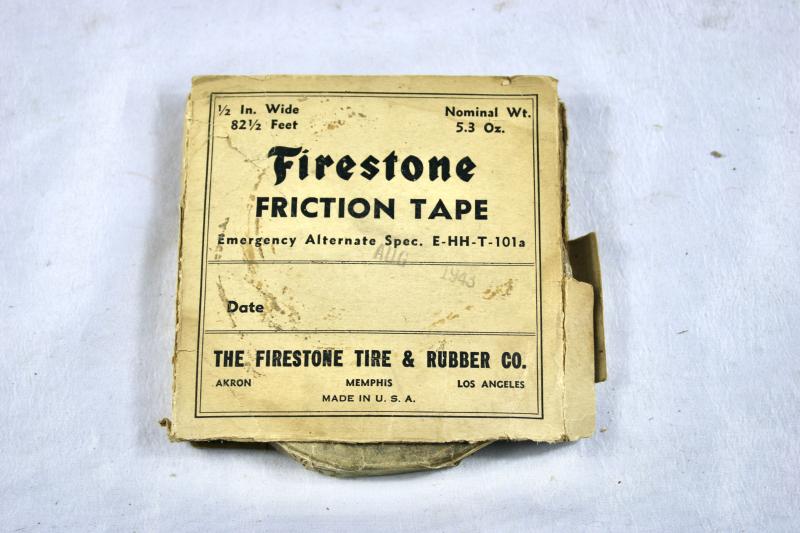 ½ In. Wide
82½ Feet
Nominal Wt.
5.3 Oz.
Firestone
FRICTION TAPE
Emergency Alternate Spec. E-HH-T-101a
AUG 1943
Date
THE FIRESTONE TIRE & RUBBER CO.
AKRON MEMPHIS LOS ANGELES
MADE IN U. S. A.